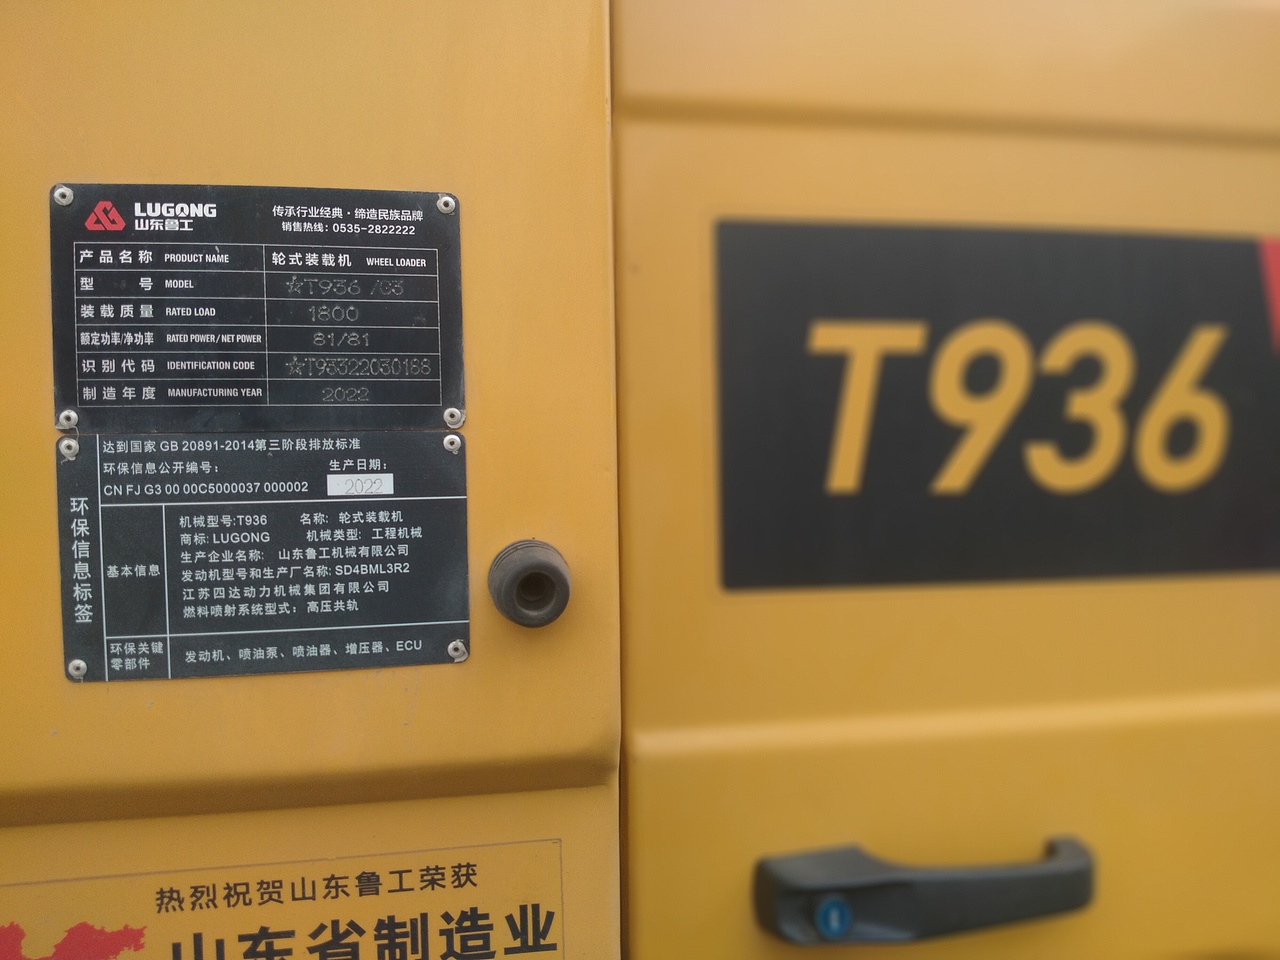 LUGONG
山东鲁工
传承行业经典·缔造民族品牌
销售热线：0535-2822222
产品名称 PRODUCT NAME 轮式装载机 WHEEL LOADER
型号 MODEL ☆T936 /G3
装载质量 RATED LOAD 1800
额定功率/净功率 RATED POWER/NET POWER 81/81
识别代码 IDENTIFICATION CODE ☆T93322030188
制造年度 MANUFACTURING YEAR 2022
环保信息标签
达到国家 GB 20891-2014第三阶段排放标准
环保信息公开编号：
生产日期：
CN FJ G3 00 00C5000037 000002
2022
基本信息
机械型号:T936 名称: 轮式装载机
商标: LUGONG 机械类型: 工程机械
生产企业名称: 山东鲁工机械有限公司
发动机型号和生产厂名称: SD4BML3R2
江苏四达动力机械集团有限公司
燃料喷射系统型式: 高压共轨
环保关键
零部件
发动机、喷油泵、喷油器、增压器、ECU
T936
热烈祝贺山东鲁工荣获
山东省制造业